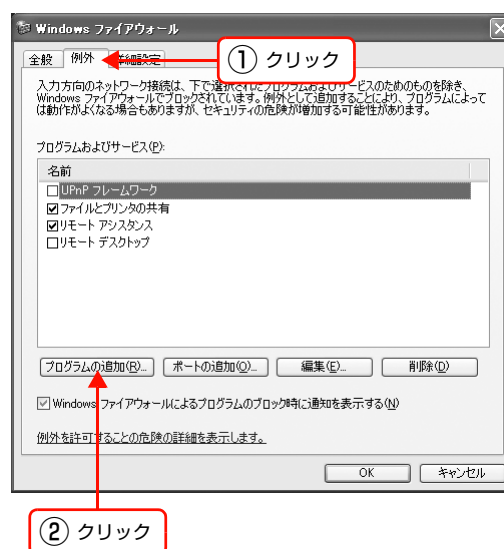 Windows ファイアウォール
全般 例外 詳細設定
① クリック
入力方向のネットワーク接続は、下で選択されたプログラムおよびサービスのためのものを除き、
Windows ファイアウォールでブロックされています。例外として追加することにより、プログラムによって
は動作がよくなる場合もありますが、セキュリティの危険が増加する可能性があります。
プログラムおよびサービス(P):
名前
UPnP フレームワーク
ファイルとプリンタの共有
リモート アシスタンス
リモート デスクトップ
プログラムの追加(R)... ポートの追加(O)... 編集(E)... 削除(D)
Windows ファイアウォールによるプログラムのブロック時に通知を表示する(N)
例外を許可することの危険の詳細を表示します。
OK キャンセル
② クリック